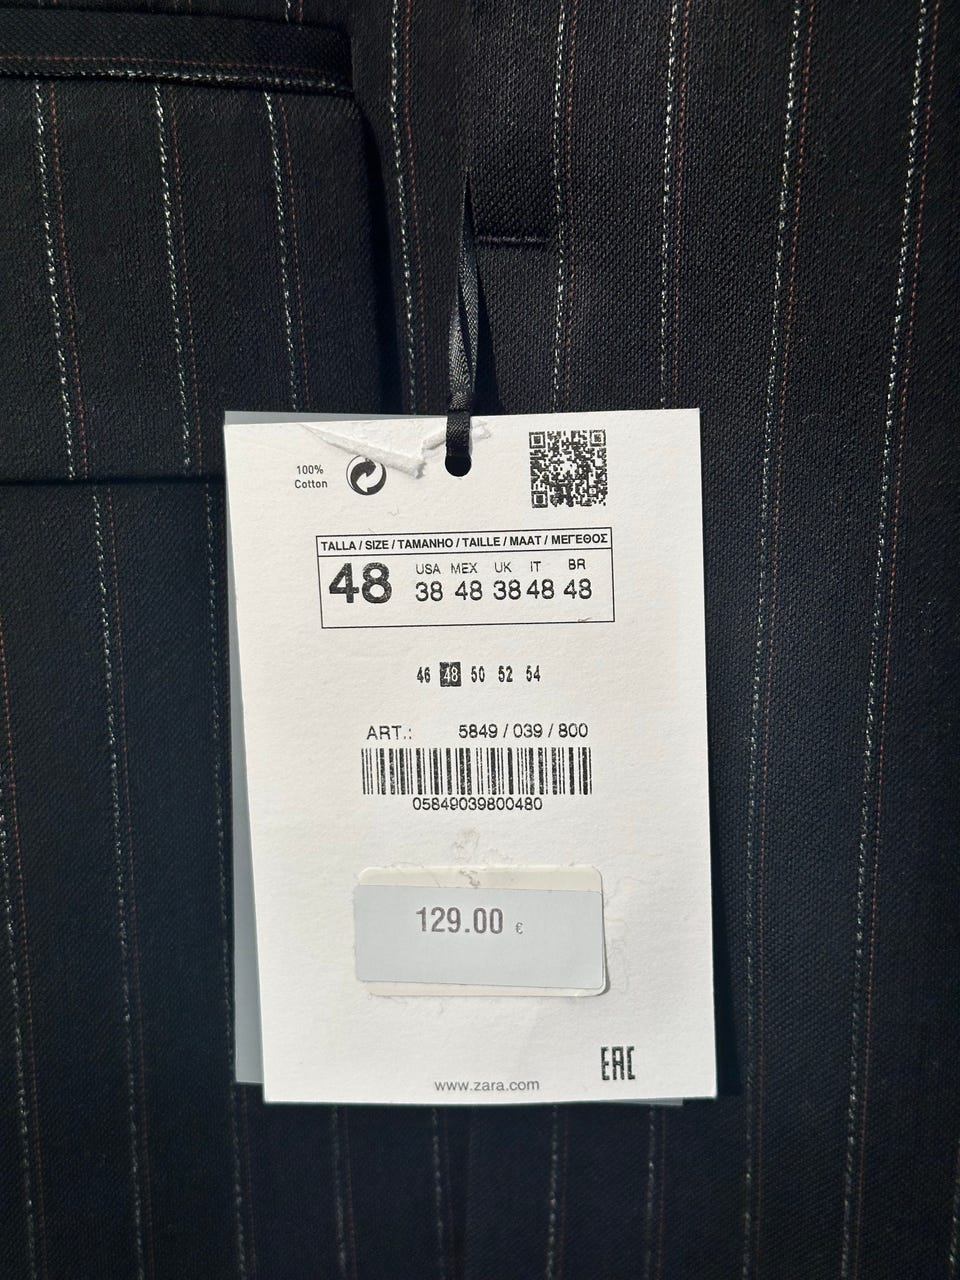 100%
Cotton
TALLA / SIZE / TAMANHO / TAILLE / MAAT / ΜΕΓΕΘΟΣ
48
USA MEX UK IT BR
38 48 38 48 48
46 48 50 52 54
ART.: 5849 / 039 / 800
05849039800480
129.00 €
www.zara.com
EAC